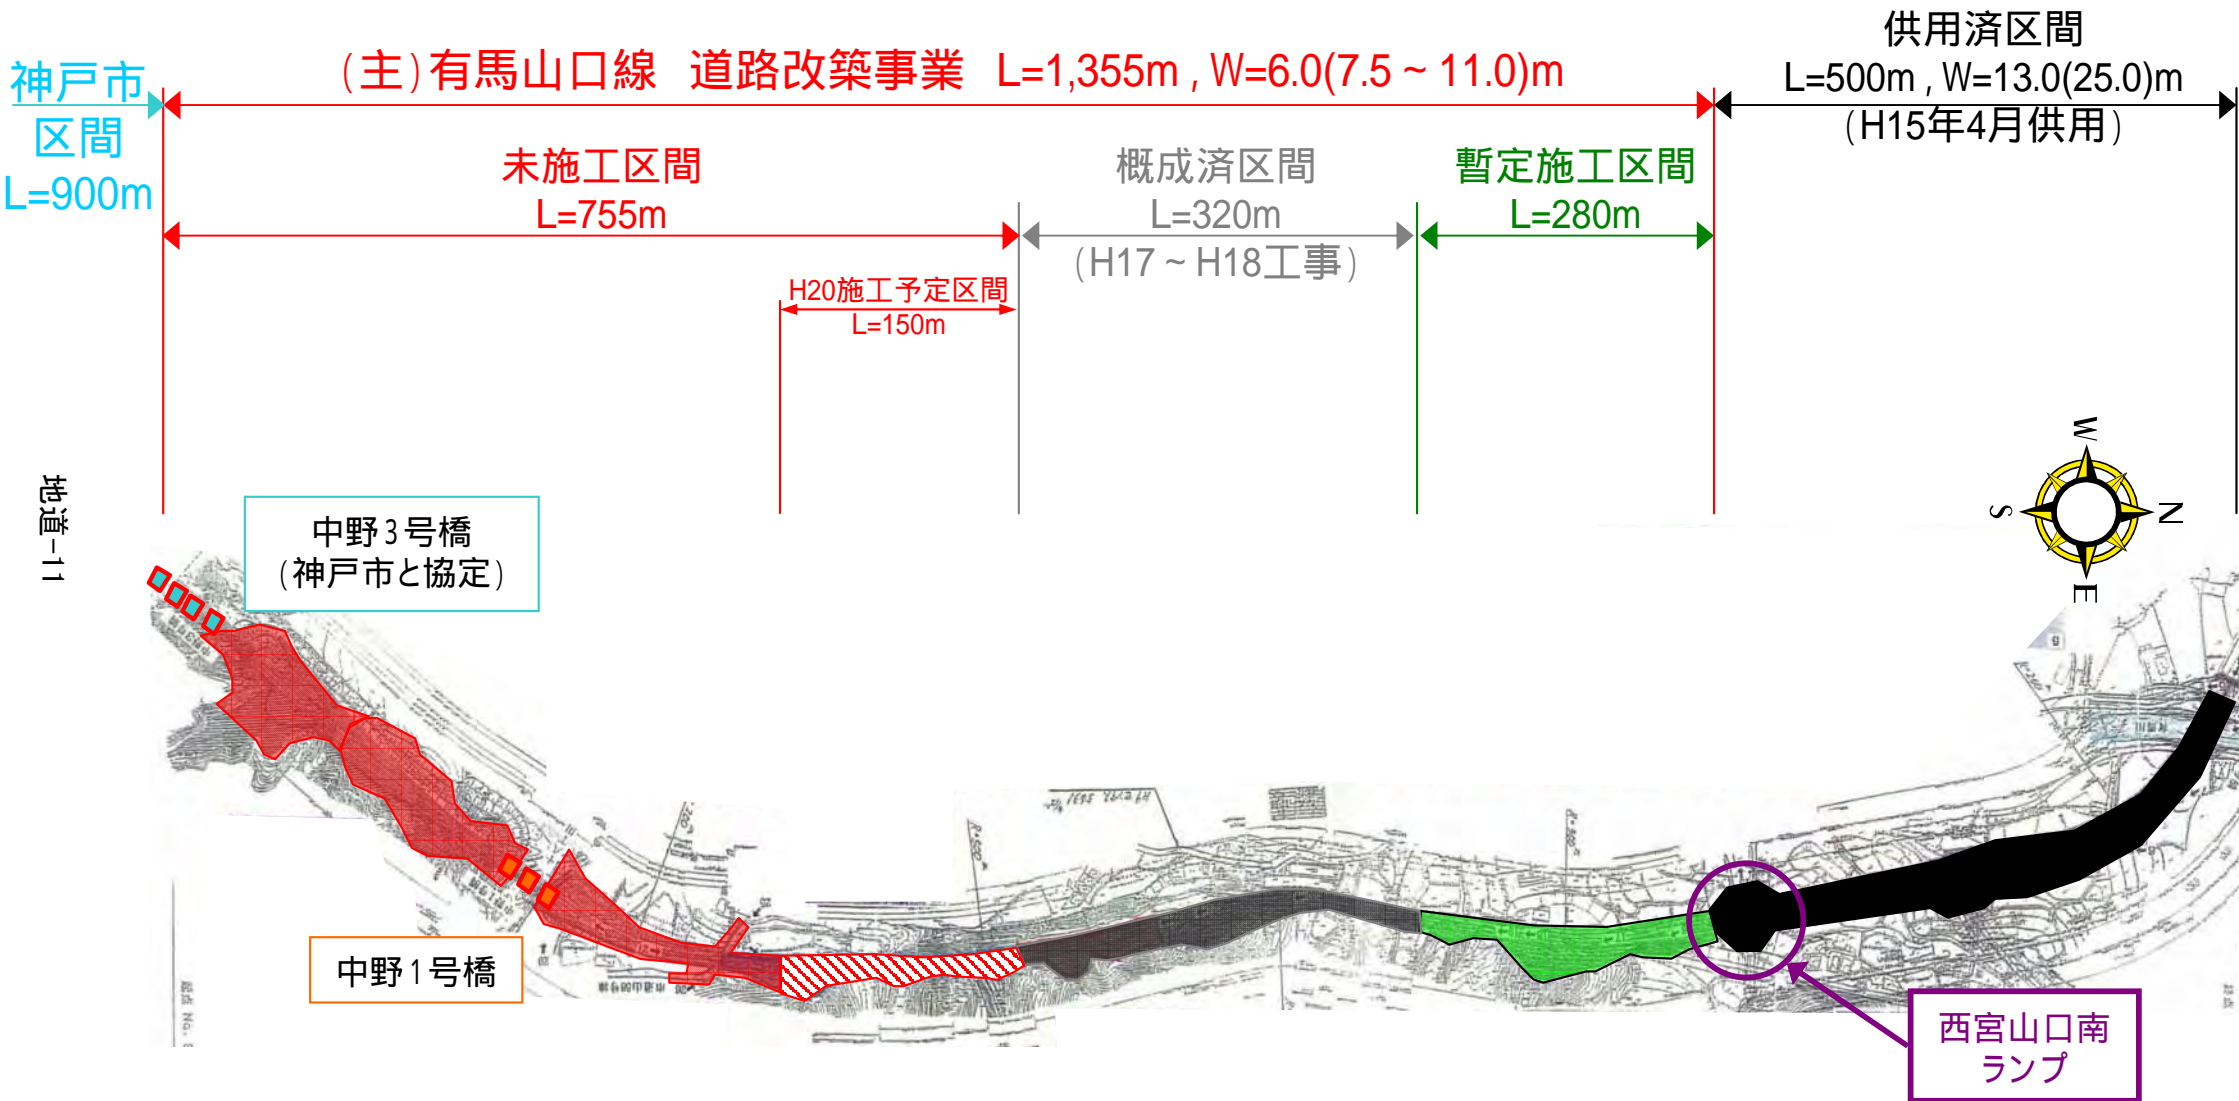 供用済区間
L=500m , W=13.0(25.0)m
(H15年4月供用)
(主)有馬山口線 道路改築事業 L=1,355m , W=6.0(7.5 ~ 11.0)m
神戸市
区間
L=900m
未施工区間
L=755m
概成済区間
L=320m
(H17 ~ H18工事)
暫定施工区間
L=280m
H20施工予定区間
L=150m
地道-11
W
N
S
E
中野3号橋
(神戸市と協定)
中野1号橋
西宮山口南
ランプ